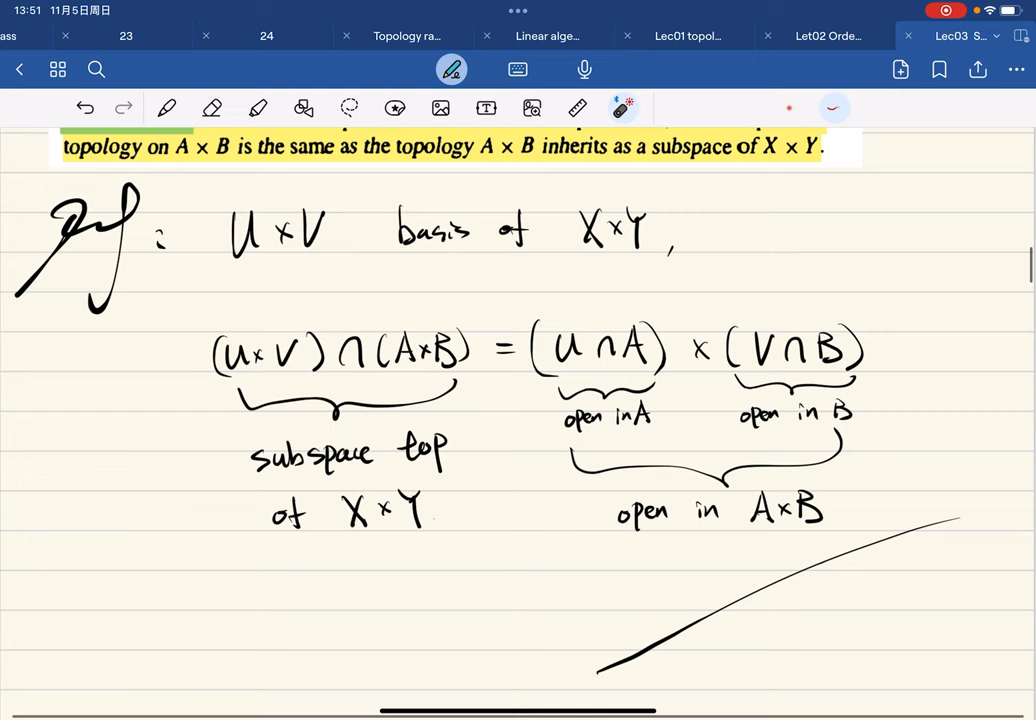 13:51 11月5日周日
ass 23 24 Topology ra... Linear alge... Lec01 topol... Let02 Orde... Lec03 S...
topology on A × B is the same as the topology A × B inherits as a subspace of X × Y.
: U × V basis of X × Y,
(U × V) ∩ (A × B) = (U ∩ A) × (V ∩ B)
open in A open in B
subspace top
of X × Y open in A × B